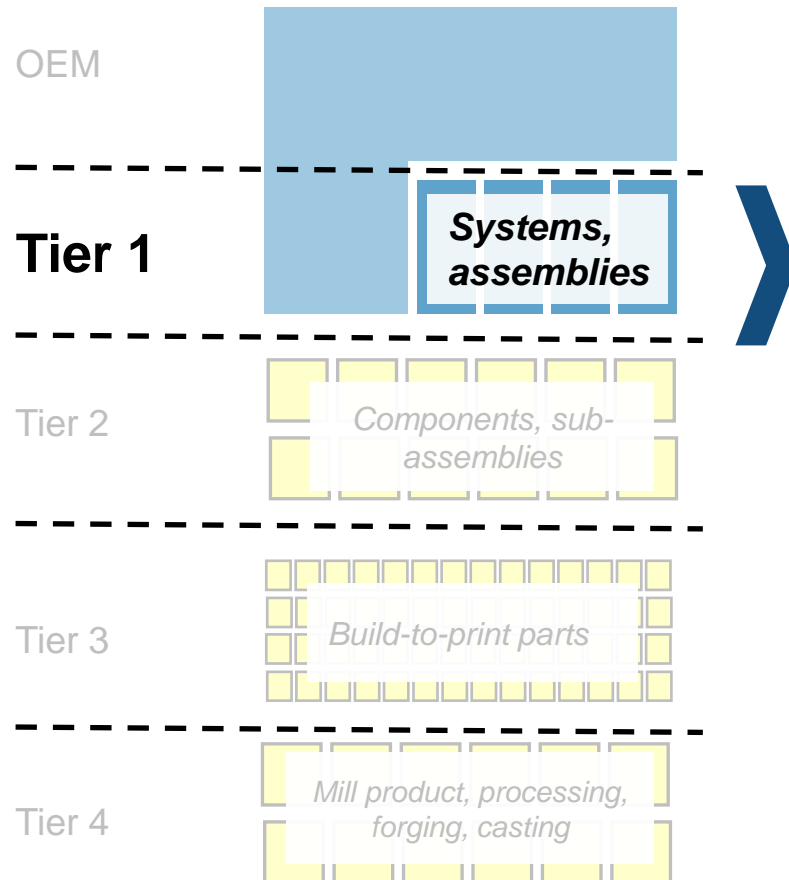 OEM
Tier 1
Systems,
assemblies
Tier 2
Components, sub-
assemblies
Tier 3
Build-to-print parts
Tier 4
Mill product, processing,
forging, casting